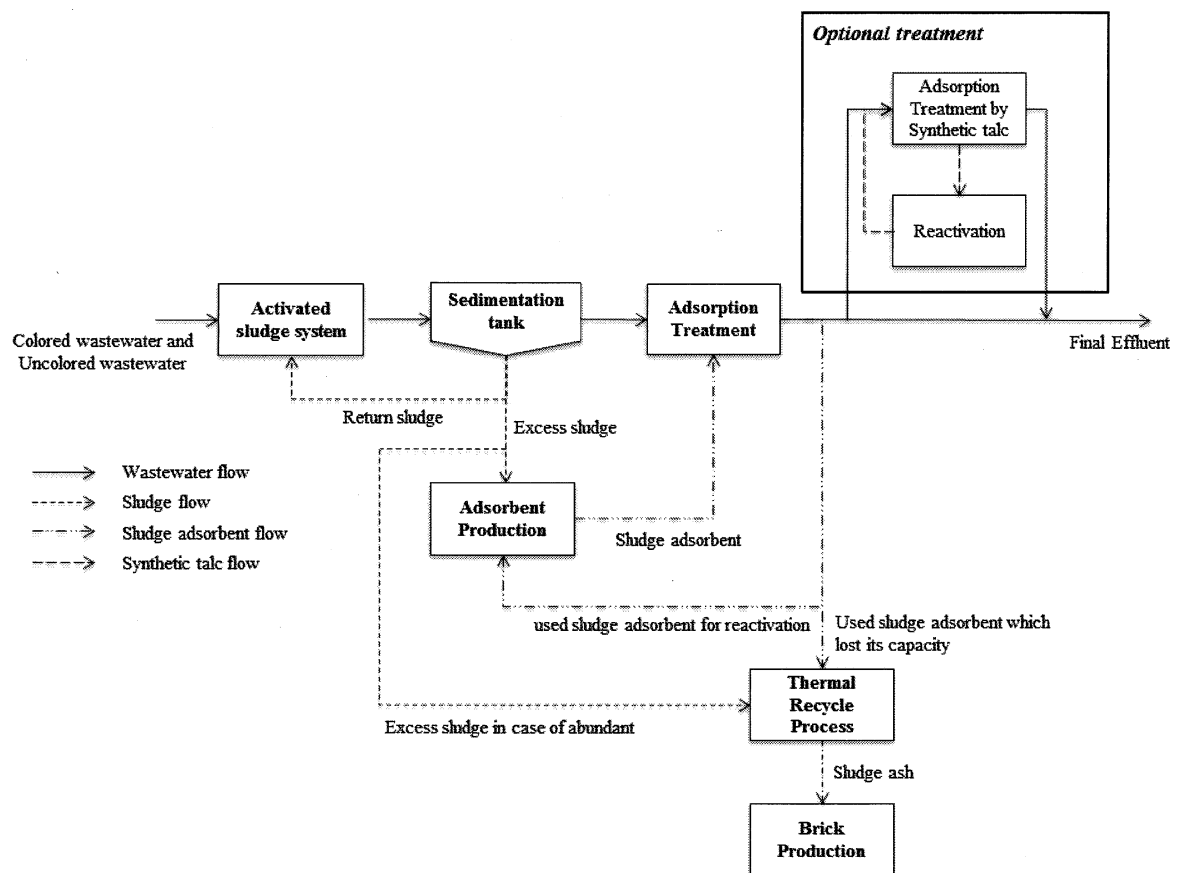 Optional treatment
Adsorption
Treatment by
Synthetic talc
Reactivation
Activated
sludge system
Sedimentation
tank
Adsorption
Treatment
Colored wastewater and
Uncolored wastewater
Final Effluent
Return sludge
Excess sludge
Wastewater flow
Sludge flow
Sludge adsorbent flow
Synthetic talc flow
Adsorbent
Production
Sludge adsorbent
used sludge adsorbent for reactivation
Used sludge adsorbent which
lost its capacity
Excess sludge in case of abundant
Thermal
Recycle
Process
Sludge ash
Brick
Production